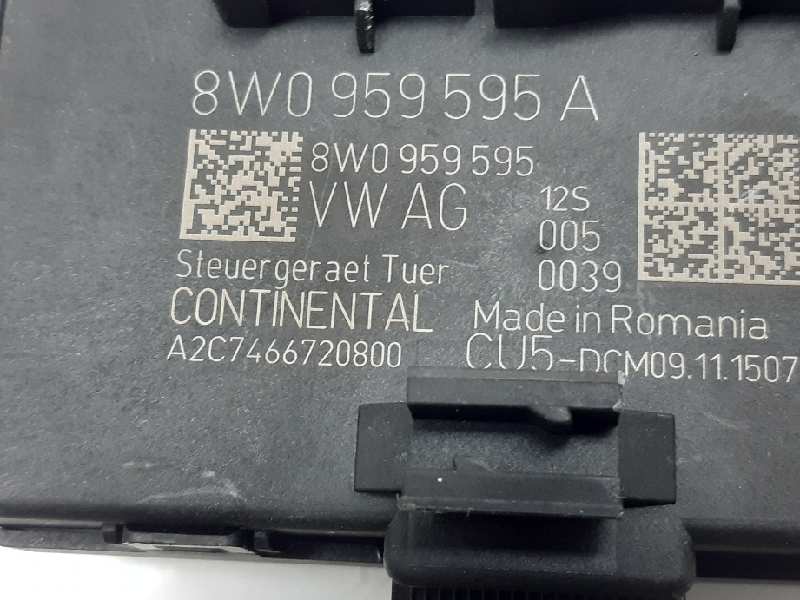 8W0 959 595 A
8W0 959 595
VW AG
12S
005
0039
Steuergeraet Tuer
CONTINENTAL
Made in Romania
A2C7466720800
CU5-DCM09.11.1507